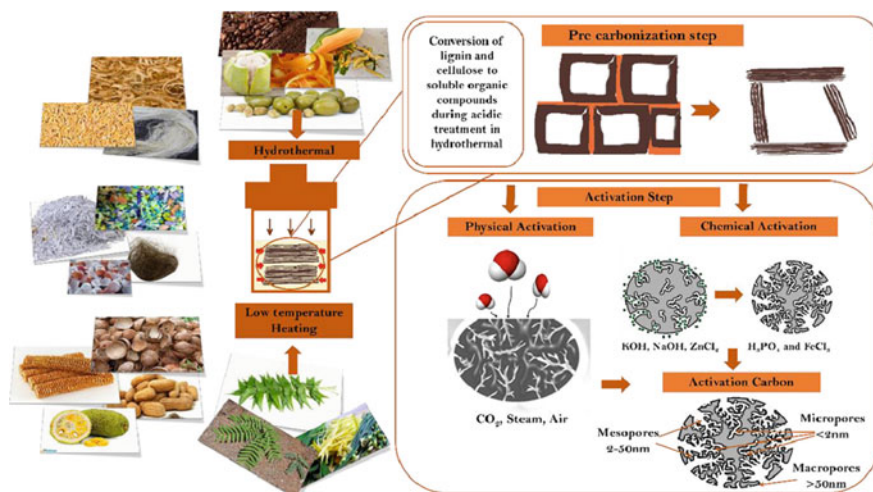 Hydrothermal
Low temperature
Heating
Conversion of
lignin and
cellulose to
soluble organic
compounds
during acidic
treatment in
hydrothermal
Pre carbonization step
Activation Step
Physical Activation
Chemical Activation
CO₂, Steam, Air
KOH, NaOH, ZnCl₂
H₃PO₄ and FeCl₃
Activation Carbon
Mesopores
2-50nm
Micropores
<2nm
Macropores
>50nm